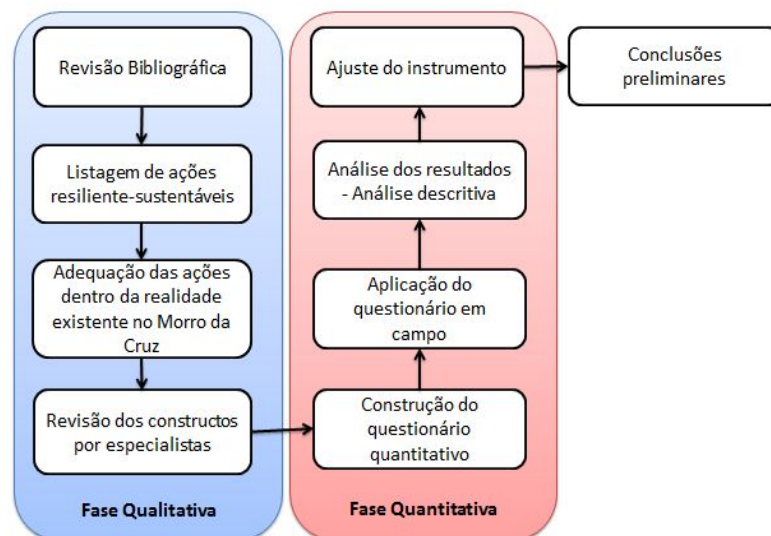 Revisão Bibliográfica
Listagem de ações
resiliente-sustentáveis
Adequação das ações
dentro da realidade
existente no Morro da
Cruz
Revisão dos constructos
por especialistas
Fase Qualitativa
Ajuste do instrumento
Análise dos resultados
- Análise descritiva
Aplicação do
questionário em
campo
Construção do
questionário
quantitativo
Fase Quantitativa
Conclusões
preliminares